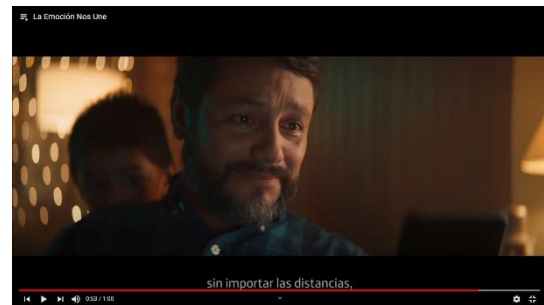 La Emoción Nos Une
sin importar las distancias,
0:53 / 1:00